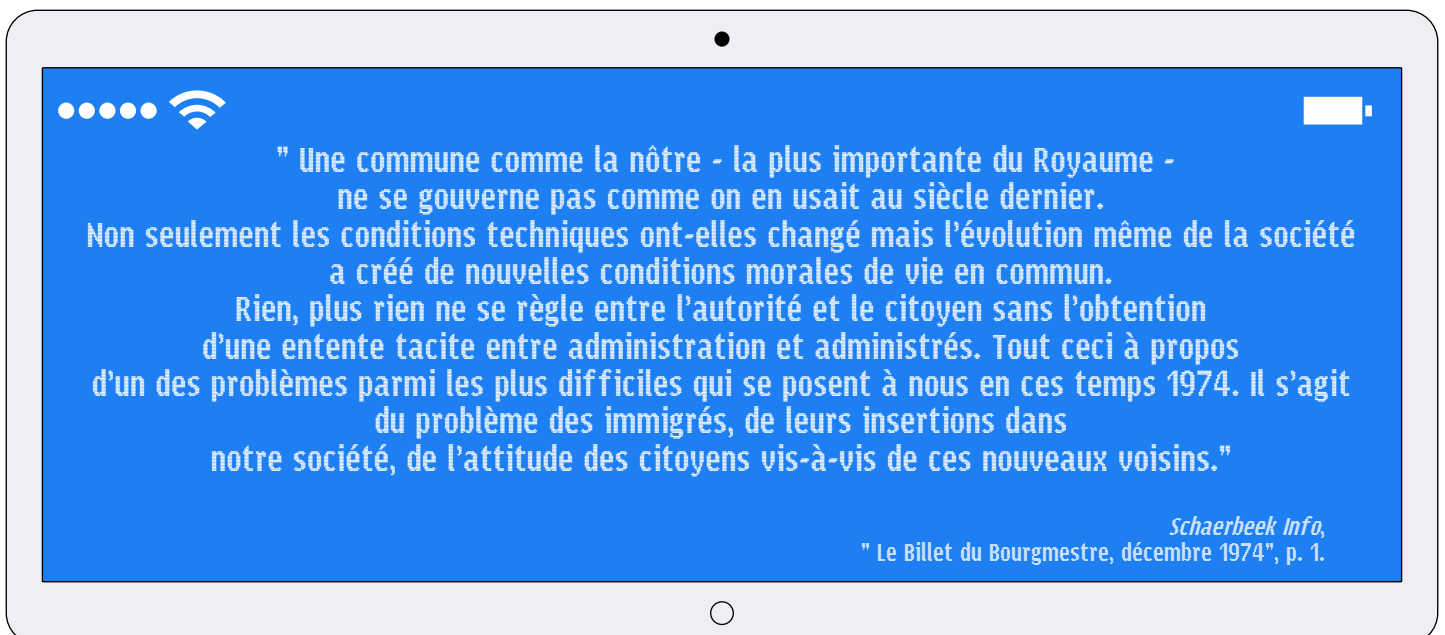 " Une commune comme la nôtre - la plus importante du Royaume -
ne se gouverne pas comme on en usait au siècle dernier.
Non seulement les conditions techniques ont-elles changé mais l'évolution même de la société
a créé de nouvelles conditions morales de vie en commun.
Rien, plus rien ne se règle entre l'autorité et le citoyen sans l'obtention
d'une entente tacite entre administration et administrés. Tout ceci à propos
d'un des problèmes parmi les plus difficiles qui se posent à nous en ces temps 1974. Il s'agit
du problème des immigrés, de leurs insertions dans
notre société, de l'attitude des citoyens vis-à-vis de ces nouveaux voisins."
Schaerbeek Info,
" Le Billet du Bourgmestre, décembre 1974", p. 1.